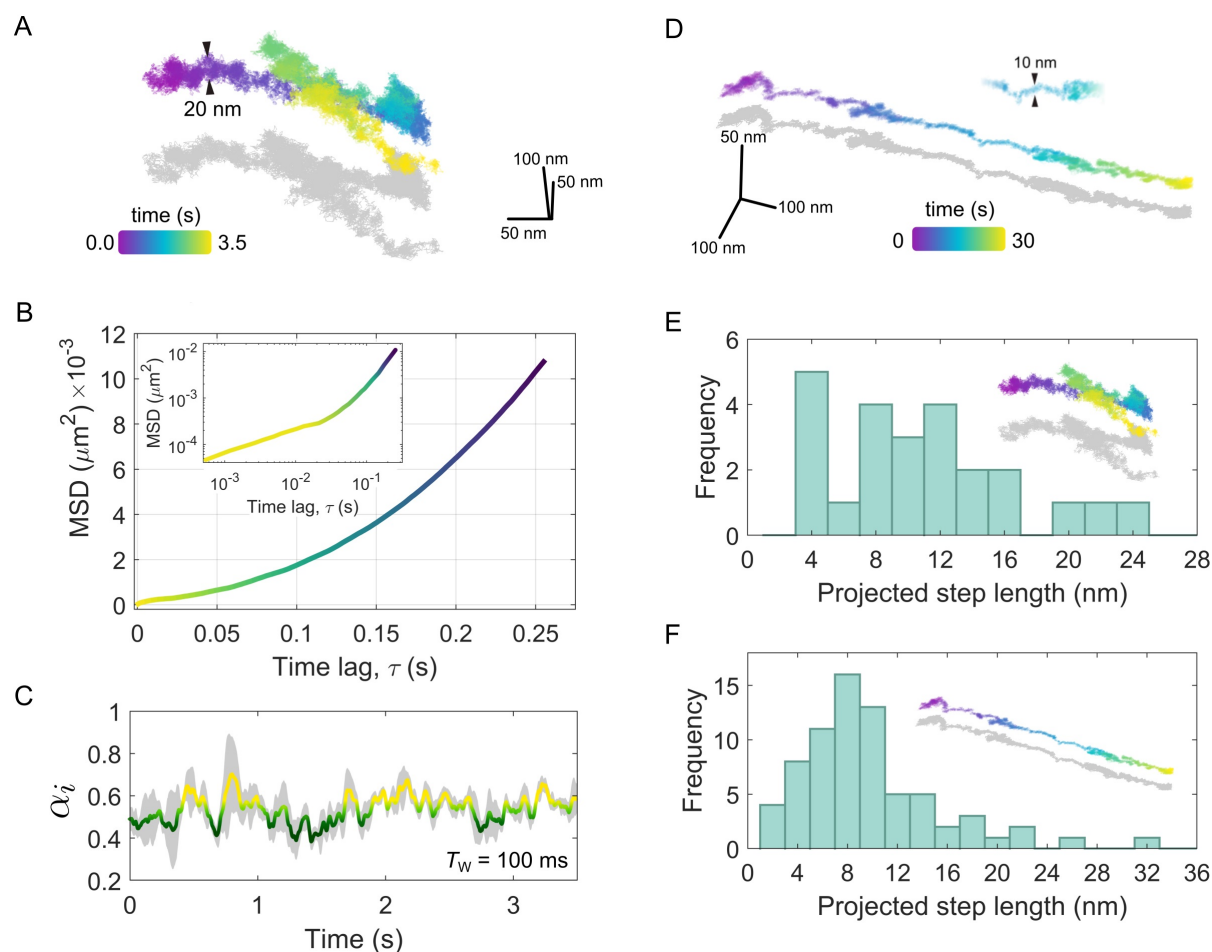 A
20 nm
100 nm
50 nm
50 nm
time (s)
0.0
3.5
D
10 nm
50 nm
100 nm
100 nm
time (s)
0
30
B
MSD (μm²) ×10⁻³
12
10
8
6
4
2
0
0 0.05 0.1 0.15 0.2 0.25
Time lag, τ (s)
MSD (μm²)
10⁻²
10⁻³
10⁻⁴
10⁻³ 10⁻² 10⁻¹
Time lag, τ (s)
C
αᵢ
1
0.8
0.6
0.4
0.2
T_W = 100 ms
0 1 2 3
Time (s)
E
Frequency
6
4
2
0
4 8 12 16 20 24 28
Projected step length (nm)
F
Frequency
15
10
5
0
0 4 8 12 16 20 24 28 32 36
Projected step length (nm)